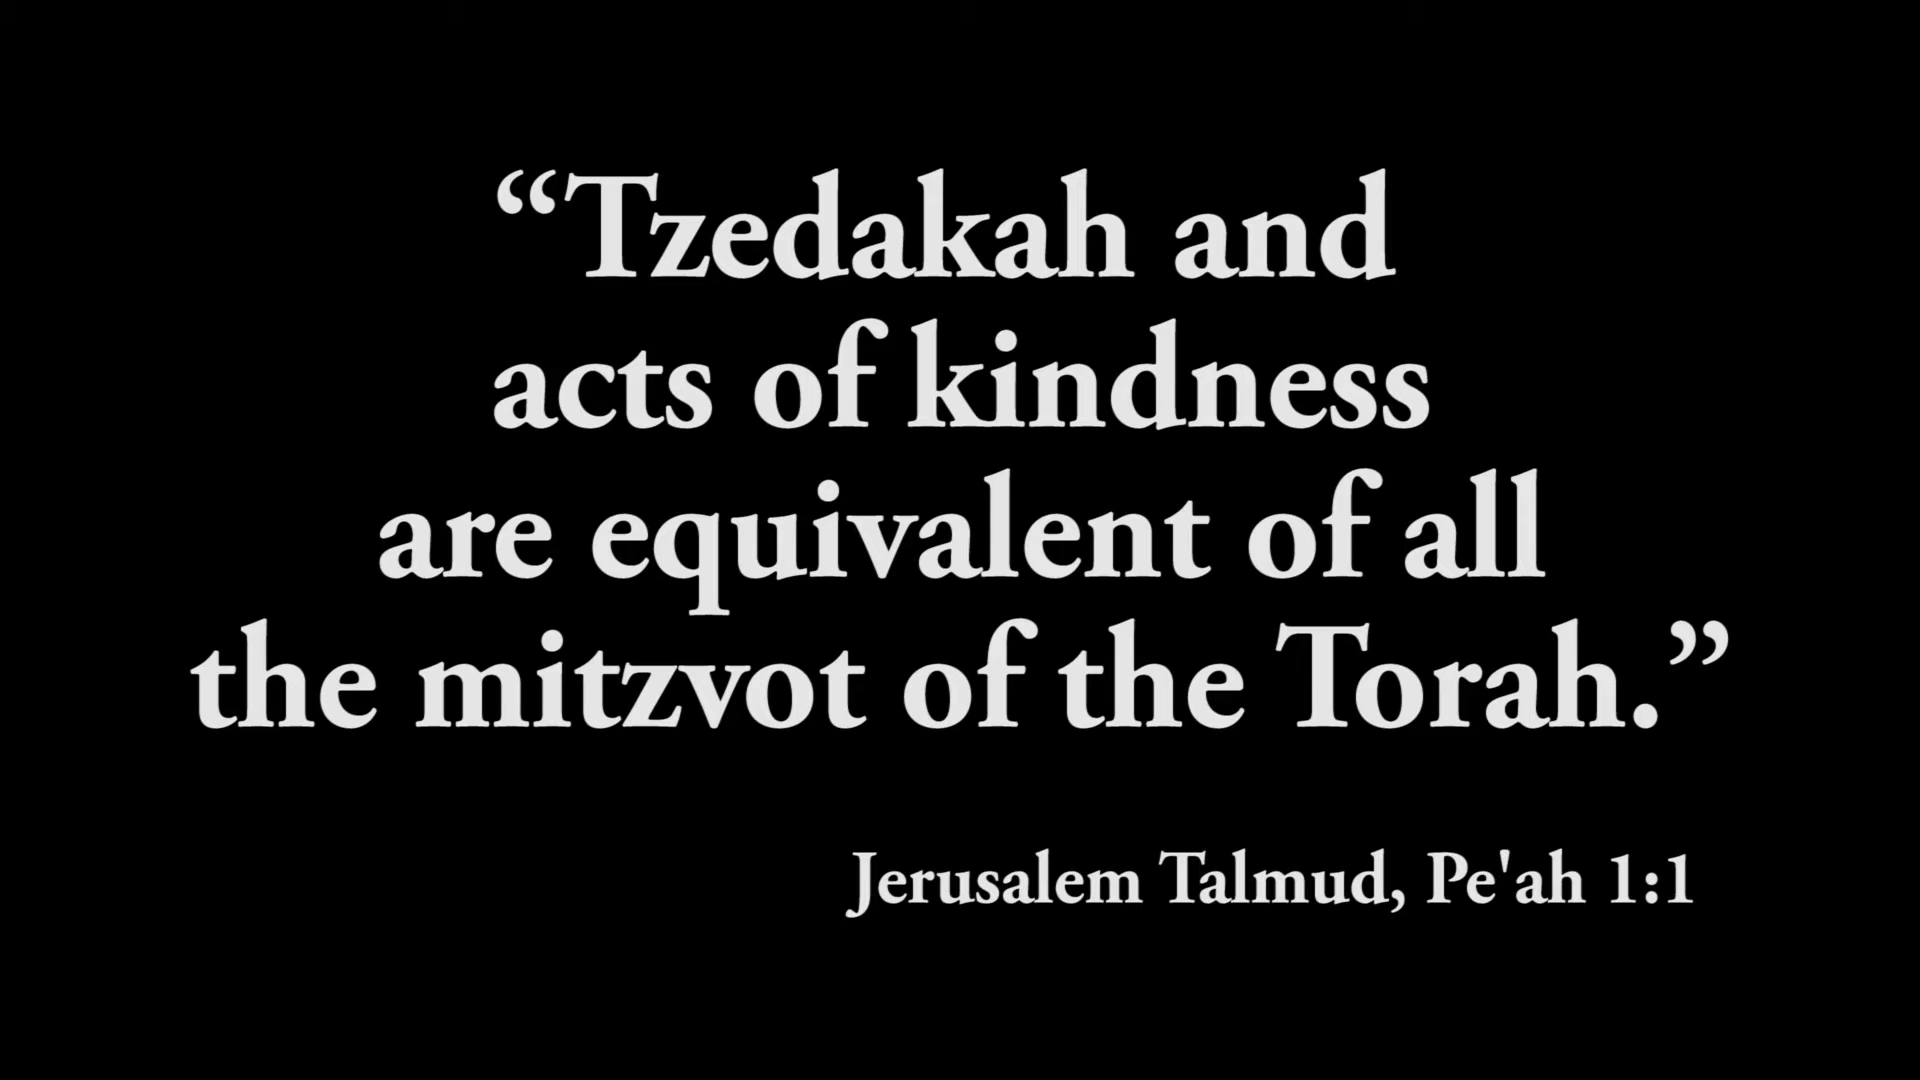 “Tzedakah and
acts of kindness
are equivalent of all
the mitzvot of the Torah.”
Jerusalem Talmud, Pe'ah 1:1